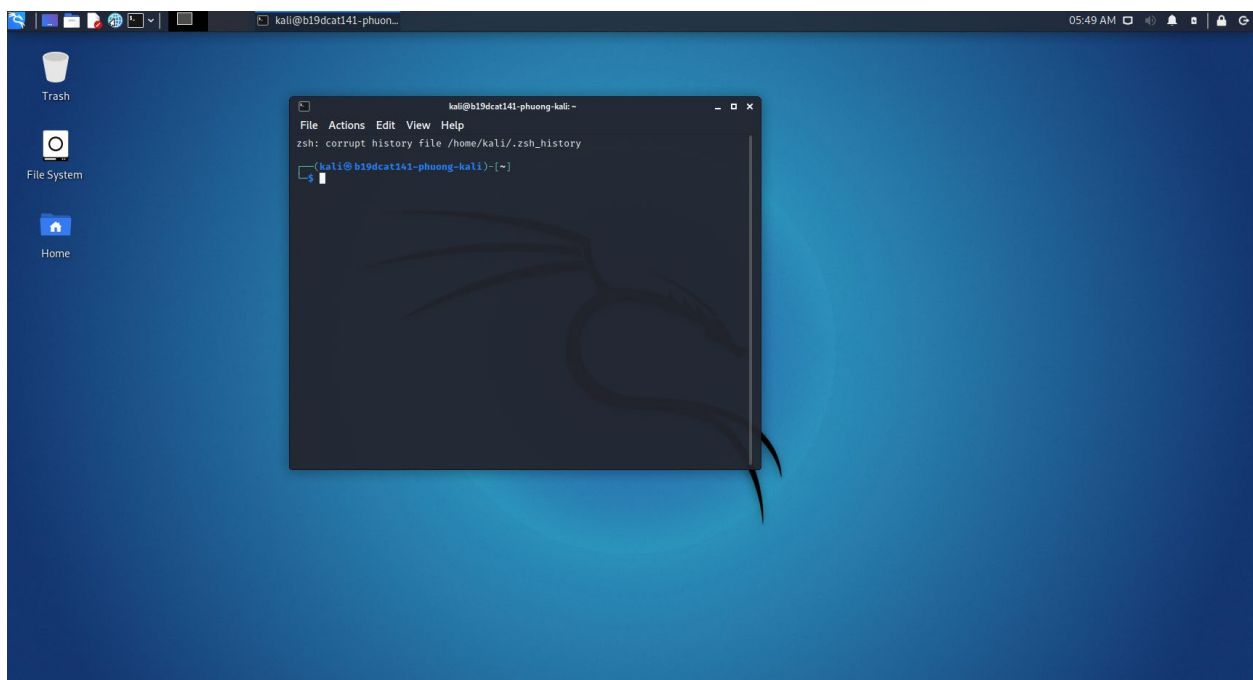 kali@b19dcat141-phuon...
05:49 AM
Trash
File System
Home
kali@b19dcat141-phuong-kali: ~
File Actions Edit View Help
zsh: corrupt history file /home/kali/.zsh_history
(kali㉿b19dcat141-phuong-kali)-[~]
$